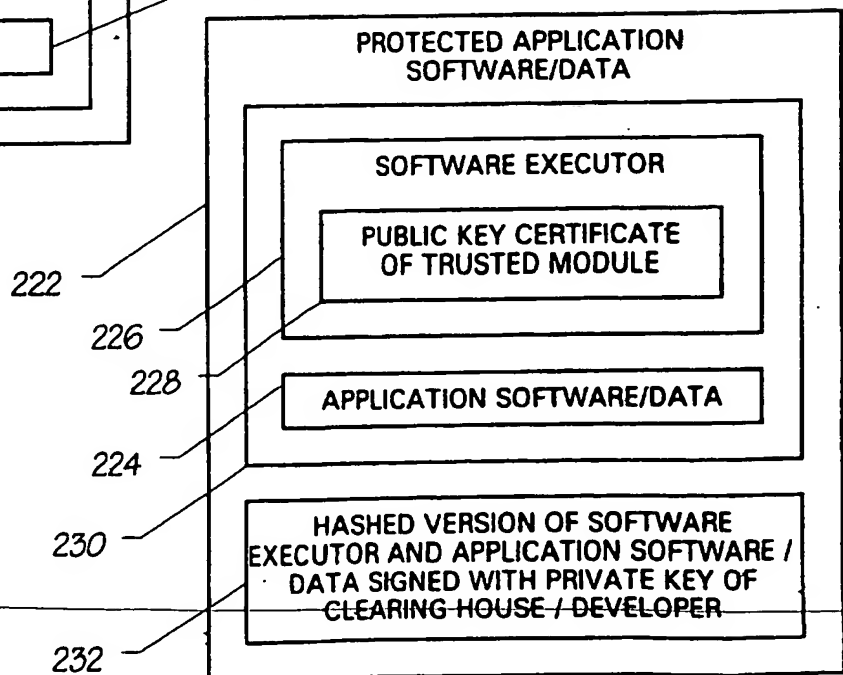 PROTECTED APPLICATION
SOFTWARE/DATA
SOFTWARE EXECUTOR
PUBLIC KEY CERTIFICATE
OF TRUSTED MODULE
222
226
228
APPLICATION SOFTWARE/DATA
224
230
HASHED VERSION OF SOFTWARE
EXECUTOR AND APPLICATION SOFTWARE /
DATA SIGNED WITH PRIVATE KEY OF
CLEARING HOUSE / DEVELOPER
232